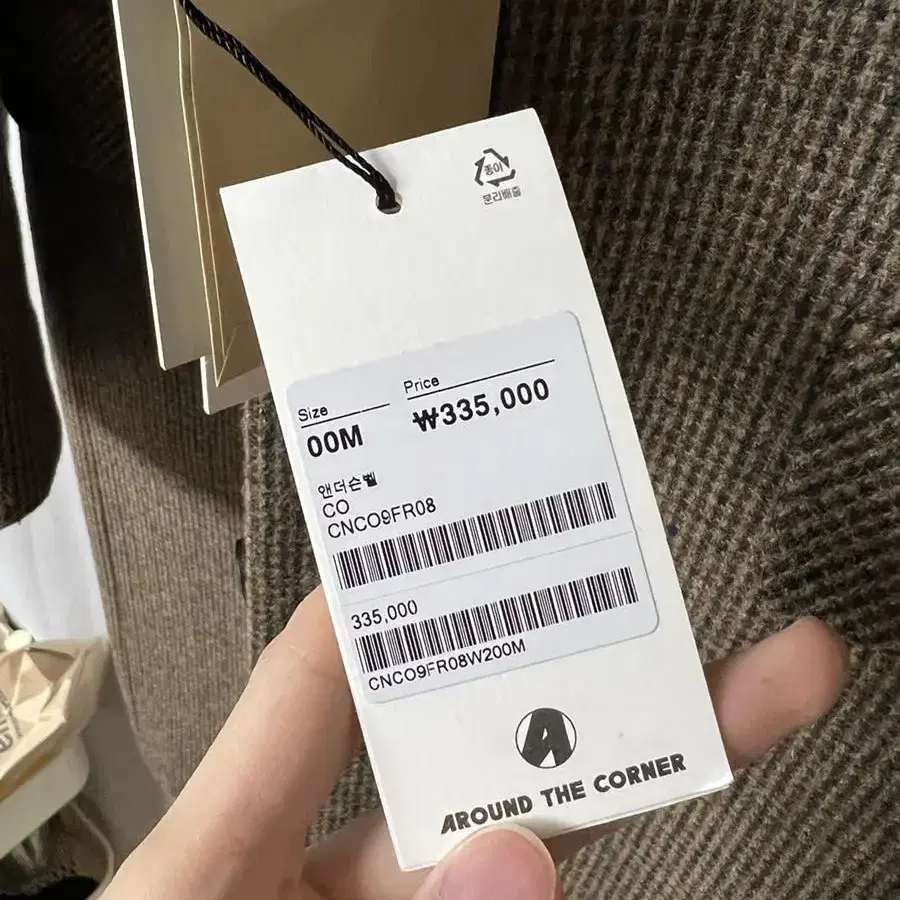 종이
분리배출
Size
Price
00M
₩335,000
앤더슨벨
CO
CNCO9FR08
335,000
CNCO9FR08W200M
A
AROUND THE CORNER